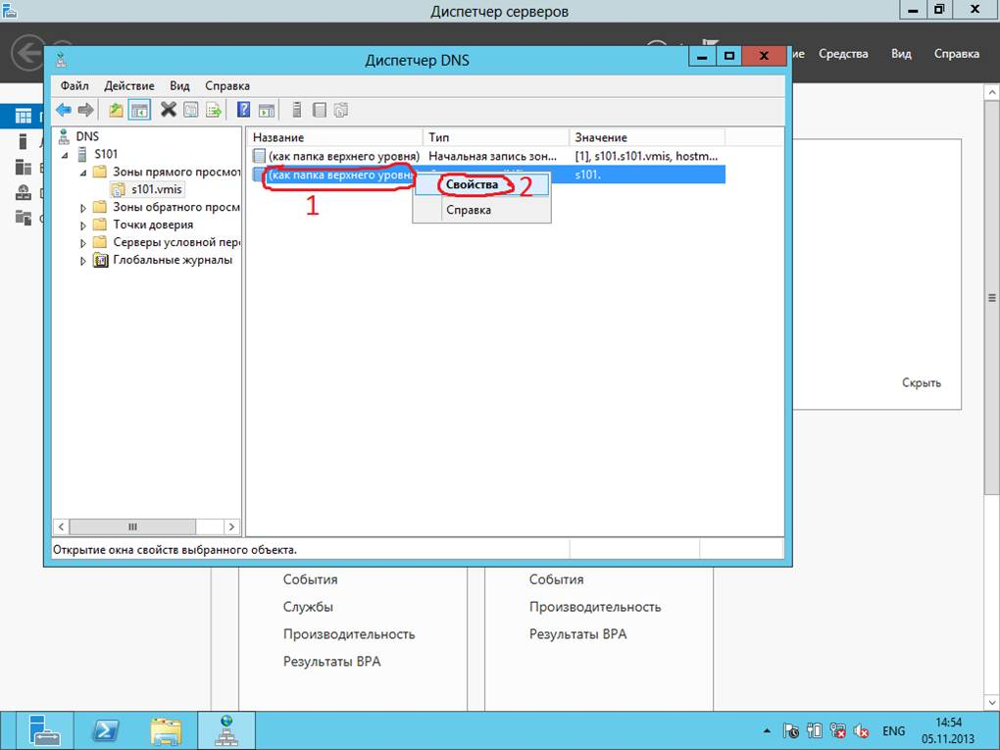 Диспетчер серверов
Средства Вид Справка
Диспетчер DNS
Файл Действие Вид Справка
DNS
S101
Зоны прямого просмот
s101.vmis
Зоны обратного просм
Точки доверия
Серверы условной пер
Глобальные журналы
Название Тип Значение
(как папка верхнего уровня) Начальная запись зон... [1], s101.s101.vmis, hostm...
(как папка верхнего уровня s101.
1
Свойства 2
Справка
Скрыть
Открытие окна свойств выбранного объекта.
События
Службы
Производительность
Результаты BPA
События
Производительность
Результаты BPA
ENG
14:54
05.11.2013